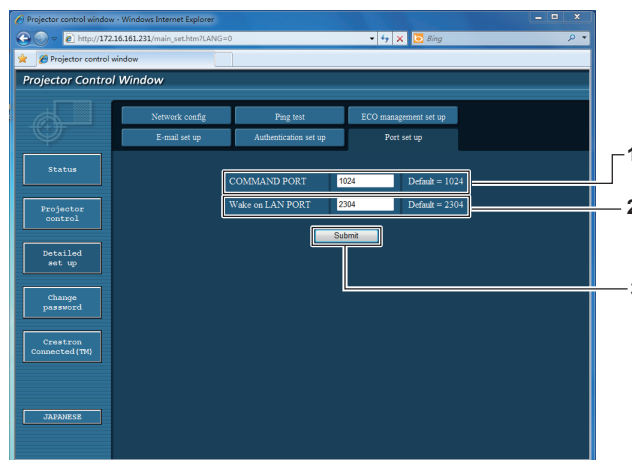 Projector control window - Windows Internet Explorer
http://172.16.161.231/main_set.htm?LANG=0
Bing
Projector control window
Projector Control Window
Network config
Ping test
ECO management set up
E-mail set up
Authentication set up
Port set up
Status
Projector
control
Detailed
set up
Change
password
Crestron
Connected(TM)
JAPANESE
COMMAND PORT
1024
Default = 1024
1
Wake on LAN PORT
2304
Default = 2304
2
Submit